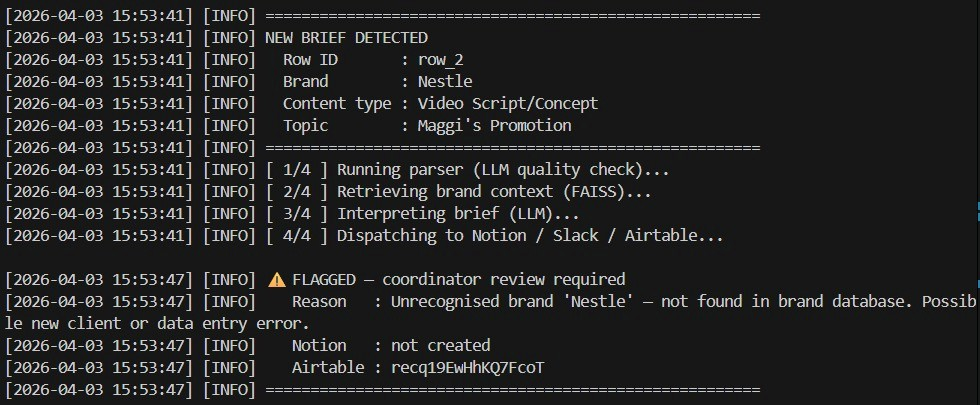 [2026-04-03 15:53:41] [INFO] ======================================================
[2026-04-03 15:53:41] [INFO] NEW BRIEF DETECTED
[2026-04-03 15:53:41] [INFO]   Row ID       : row_2
[2026-04-03 15:53:41] [INFO]   Brand        : Nestle
[2026-04-03 15:53:41] [INFO]   Content type : Video Script/Concept
[2026-04-03 15:53:41] [INFO]   Topic        : Maggi's Promotion
[2026-04-03 15:53:41] [INFO] ======================================================
[2026-04-03 15:53:41] [INFO] [ 1/4 ] Running parser (LLM quality check)...
[2026-04-03 15:53:41] [INFO] [ 2/4 ] Retrieving brand context (FAISS)...
[2026-04-03 15:53:41] [INFO] [ 3/4 ] Interpreting brief (LLM)...
[2026-04-03 15:53:41] [INFO] [ 4/4 ] Dispatching to Notion / Slack / Airtable...
[2026-04-03 15:53:47] [INFO] ⚠️ FLAGGED — coordinator review required
[2026-04-03 15:53:47] [INFO]    Reason   : Unrecognised brand 'Nestle' — not found in brand database. Possib
le new client or data entry error.
[2026-04-03 15:53:47] [INFO]    Notion   : not created
[2026-04-03 15:53:47] [INFO]    Airtable : recq19EwHhKQ7FcoT
[2026-04-03 15:53:47] [INFO] ======================================================